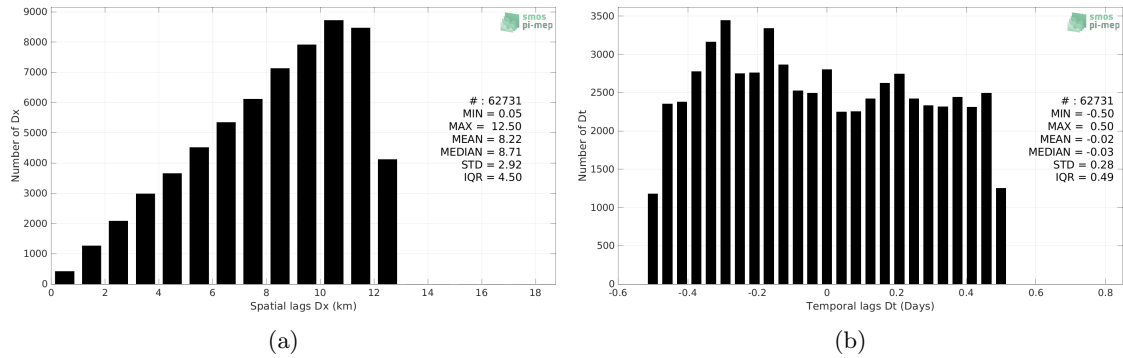 smos
pi-mep
9000
8000
7000
6000
5000
4000
3000
2000
1000
0
Number of Dx
# : 62731
MIN = 0.05
MAX = 12.50
MEAN = 8.22
MEDIAN = 8.71
STD = 2.92
IQR = 4.50
0 2 4 6 8 10 12 14 16 18
Spatial lags Dx (km)
(a)
smos
pi-mep
3500
3000
2500
2000
1500
1000
500
0
Number of Dt
# : 62731
MIN = -0.50
MAX = 0.50
MEAN = -0.02
MEDIAN = -0.03
STD = 0.28
IQR = 0.49
-0.6 -0.4 -0.2 0 0.2 0.4 0.6 0.8
Temporal lags Dt (Days)
(b)